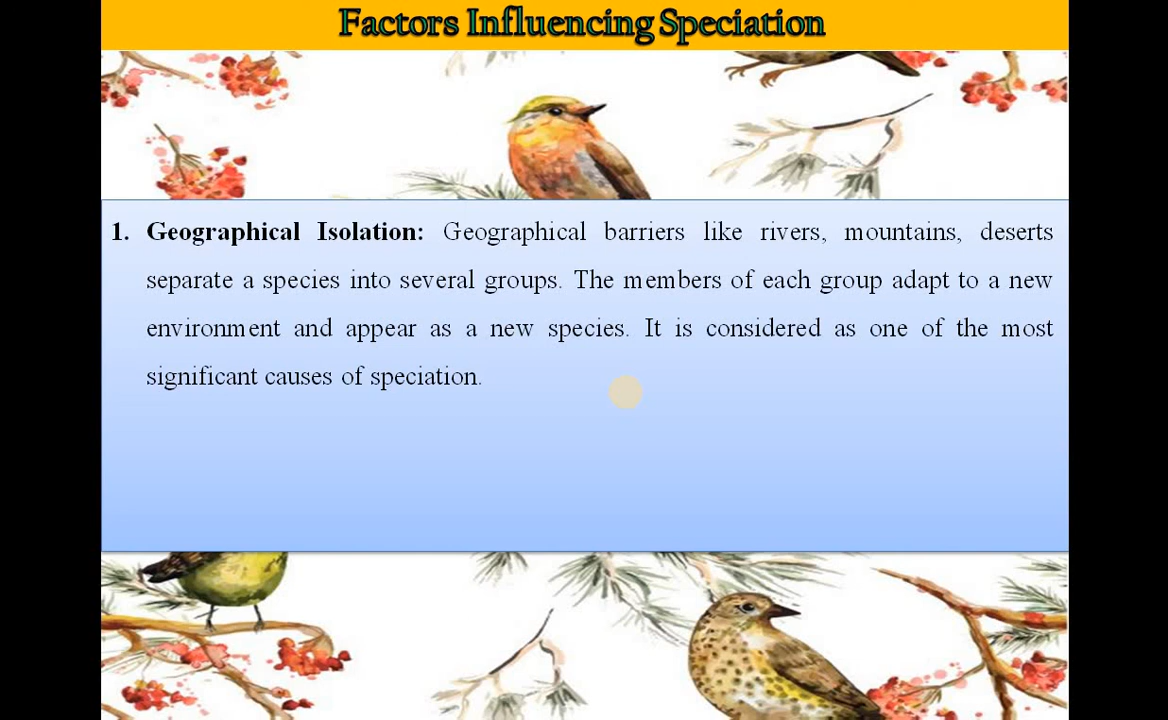 Factors Influencing Speciation
1. Geographical Isolation: Geographical barriers like rivers, mountains, deserts
separate a species into several groups. The members of each group adapt to a new
environment and appear as a new species. It is considered as one of the most
significant causes of speciation.